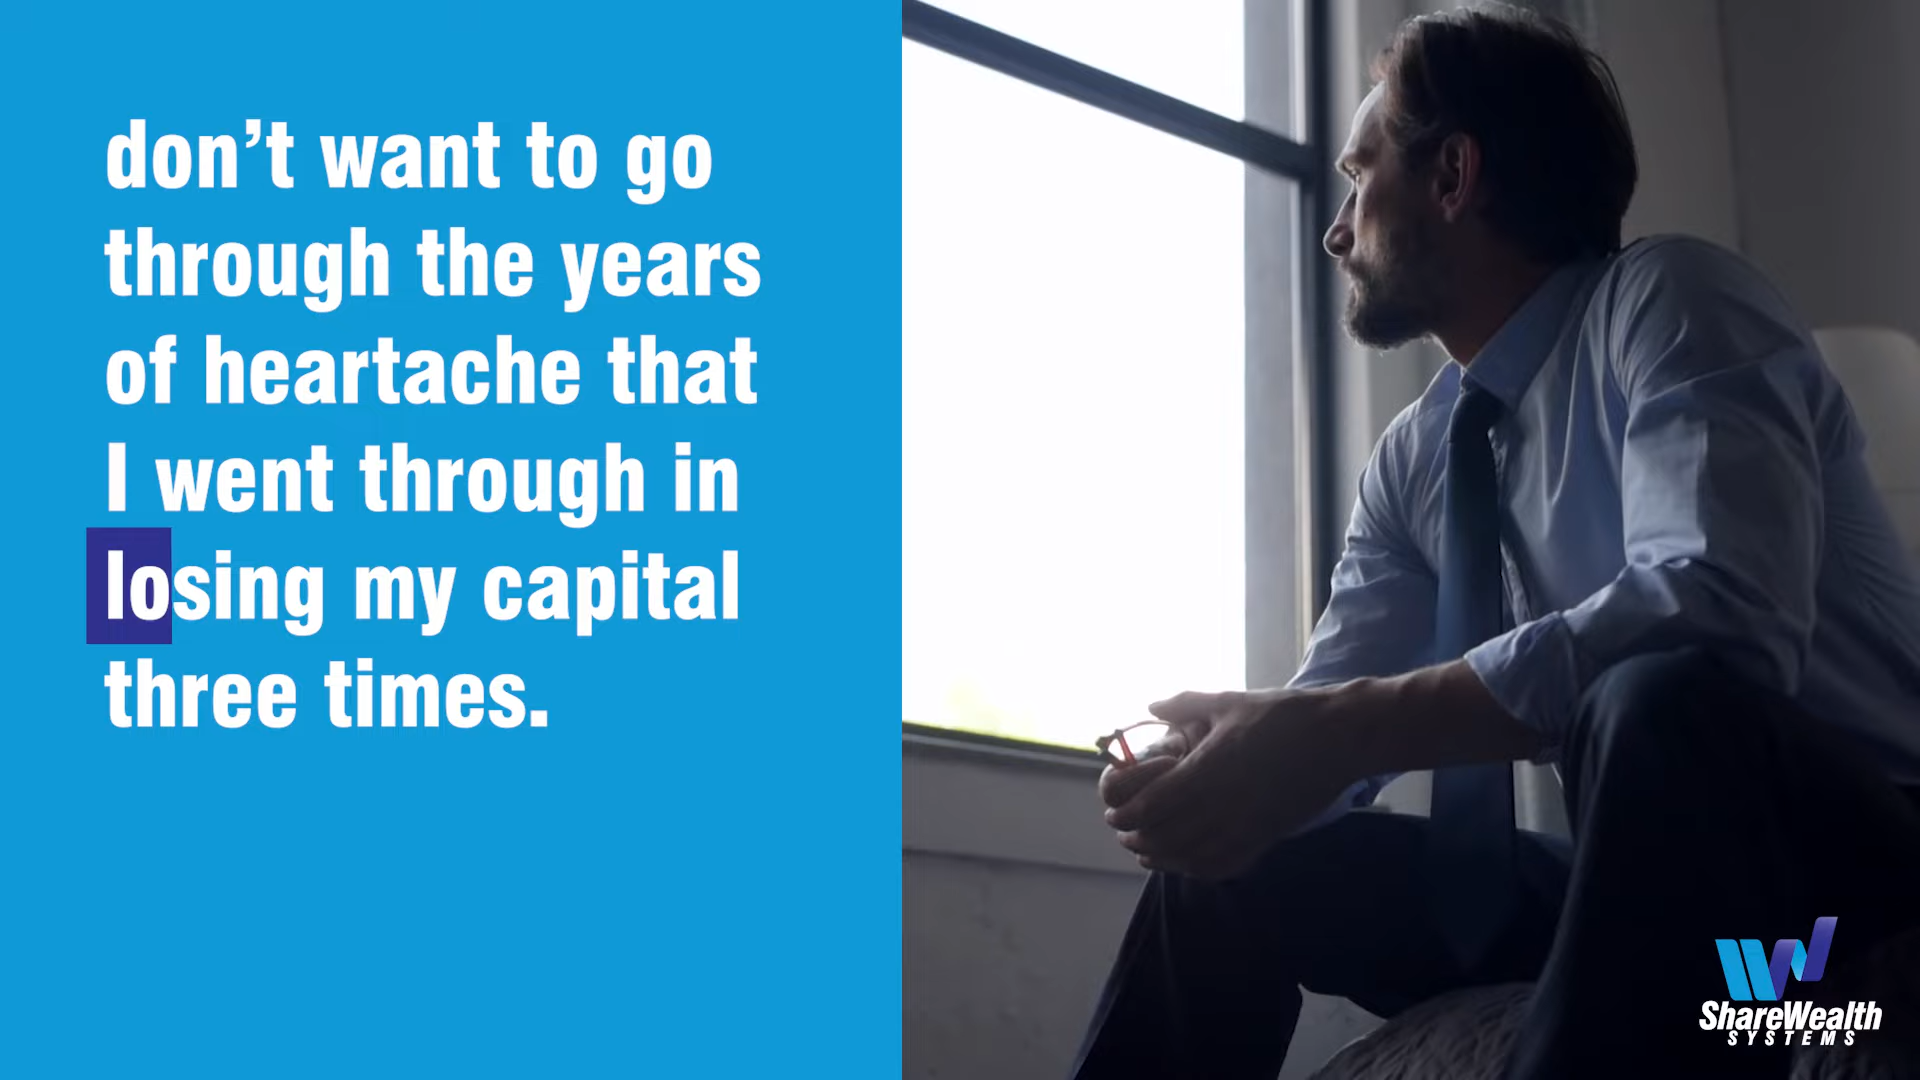 don’t want to go
through the years
of heartache that
I went through in
losing my capital
three times.
ShareWealth
SYSTEMS